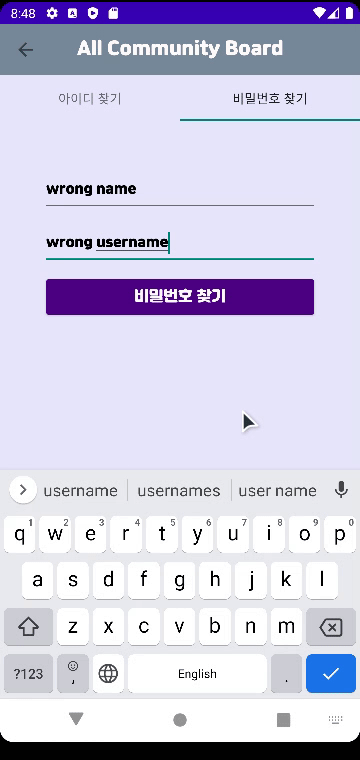 8:48
All Community Board
아이디 찾기 비밀번호 찾기
wrong name
wrong username
비밀번호 찾기
username usernames user name
q1 w2 e3 r4 t5 y6 u7 i8 o9 p0
a s d f g h j k l
z x c v b n m
?123 , English .